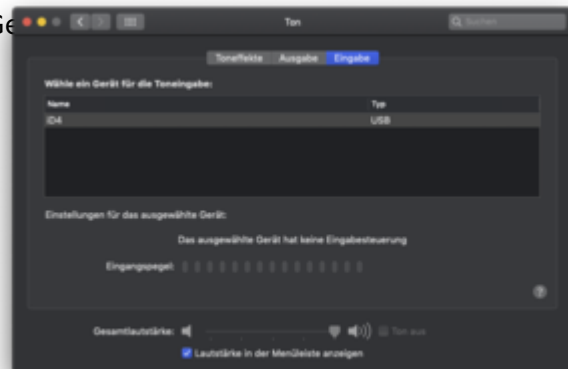 Ge
Ton
Suchen
Toneffekte Ausgabe Eingabe
Wähle ein Gerät für die Toneingabe:
Name Typ
iD4 USB
Einstellungen für das ausgewählte Gerät:
Das ausgewählte Gerät hat keine Eingabesteuerung
Eingangspegel:
?
Gesamtlautstärke: Ton aus
Lautstärke in der Menüleiste anzeigen